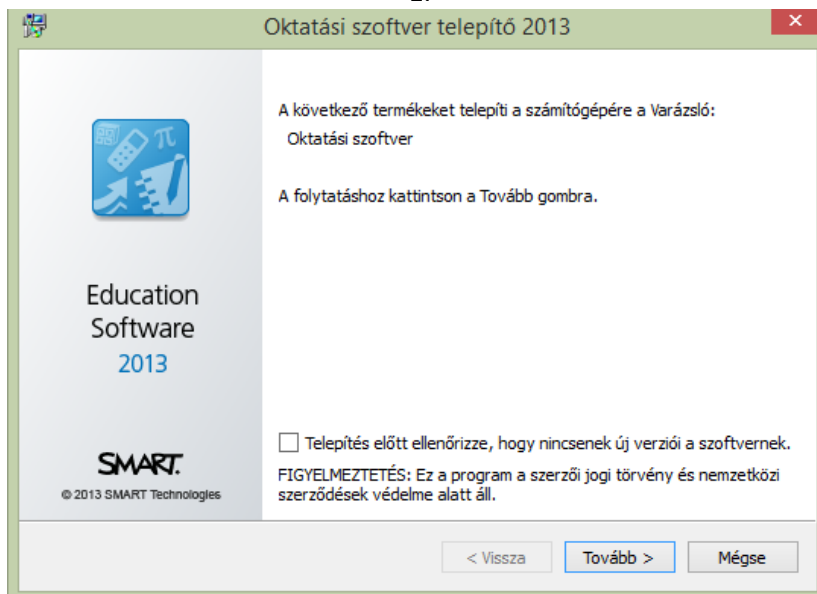 Oktatási szoftver telepítő 2013
A következő termékeket telepíti a számítógépére a Varázsló:
Oktatási szoftver
A folytatáshoz kattintson a Tovább gombra.
Education
Software
2013
Telepítés előtt ellenőrizze, hogy nincsenek új verziói a szoftvernek.
FIGYELMEZTETÉS: Ez a program a szerzői jogi törvény és nemzetközi
szerződések védelme alatt áll.
SMART.
© 2013 SMART Technologies
< Vissza
Tovább >
Mégse